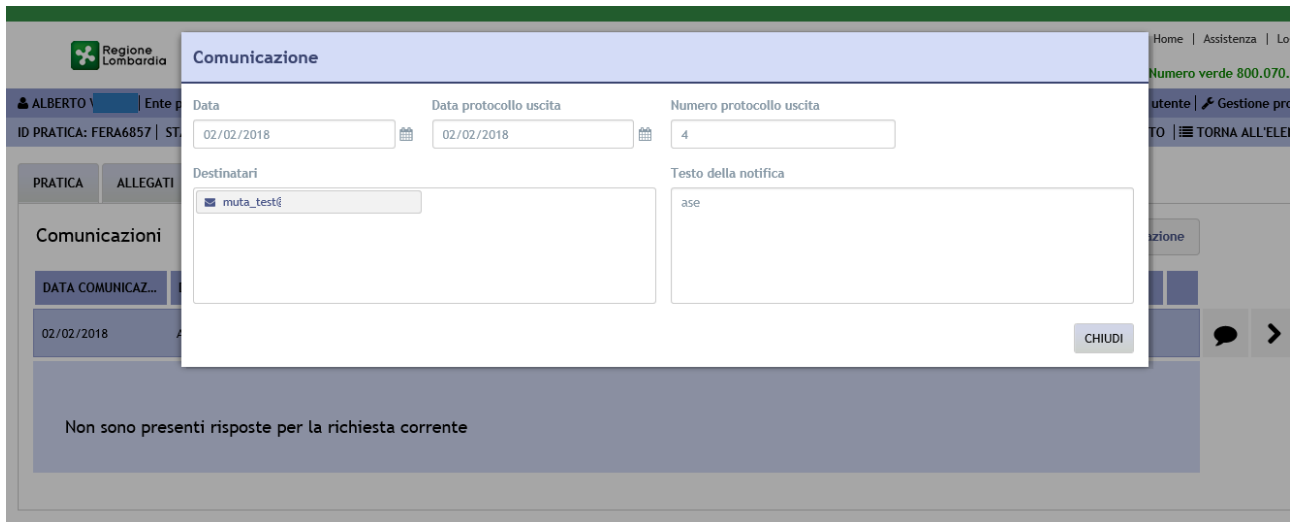 Regione
Lombardia
Home | Assistenza | Lo
Numero verde 800.070.
ALBERTO
Ente p
utente | Gestione pro
ID PRATICA: FERA6857 | ST
TO | TORNA ALL'ELE
PRATICA ALLEGATI
Comunicazioni
azione
DATA COMUNICAZ...
02/02/2018
Comunicazione
Data Data protocollo uscita Numero protocollo uscita
02/02/2018 02/02/2018 4
Destinatari Testo della notifica
muta_test@ ase
CHIUDI
Non sono presenti risposte per la richiesta corrente